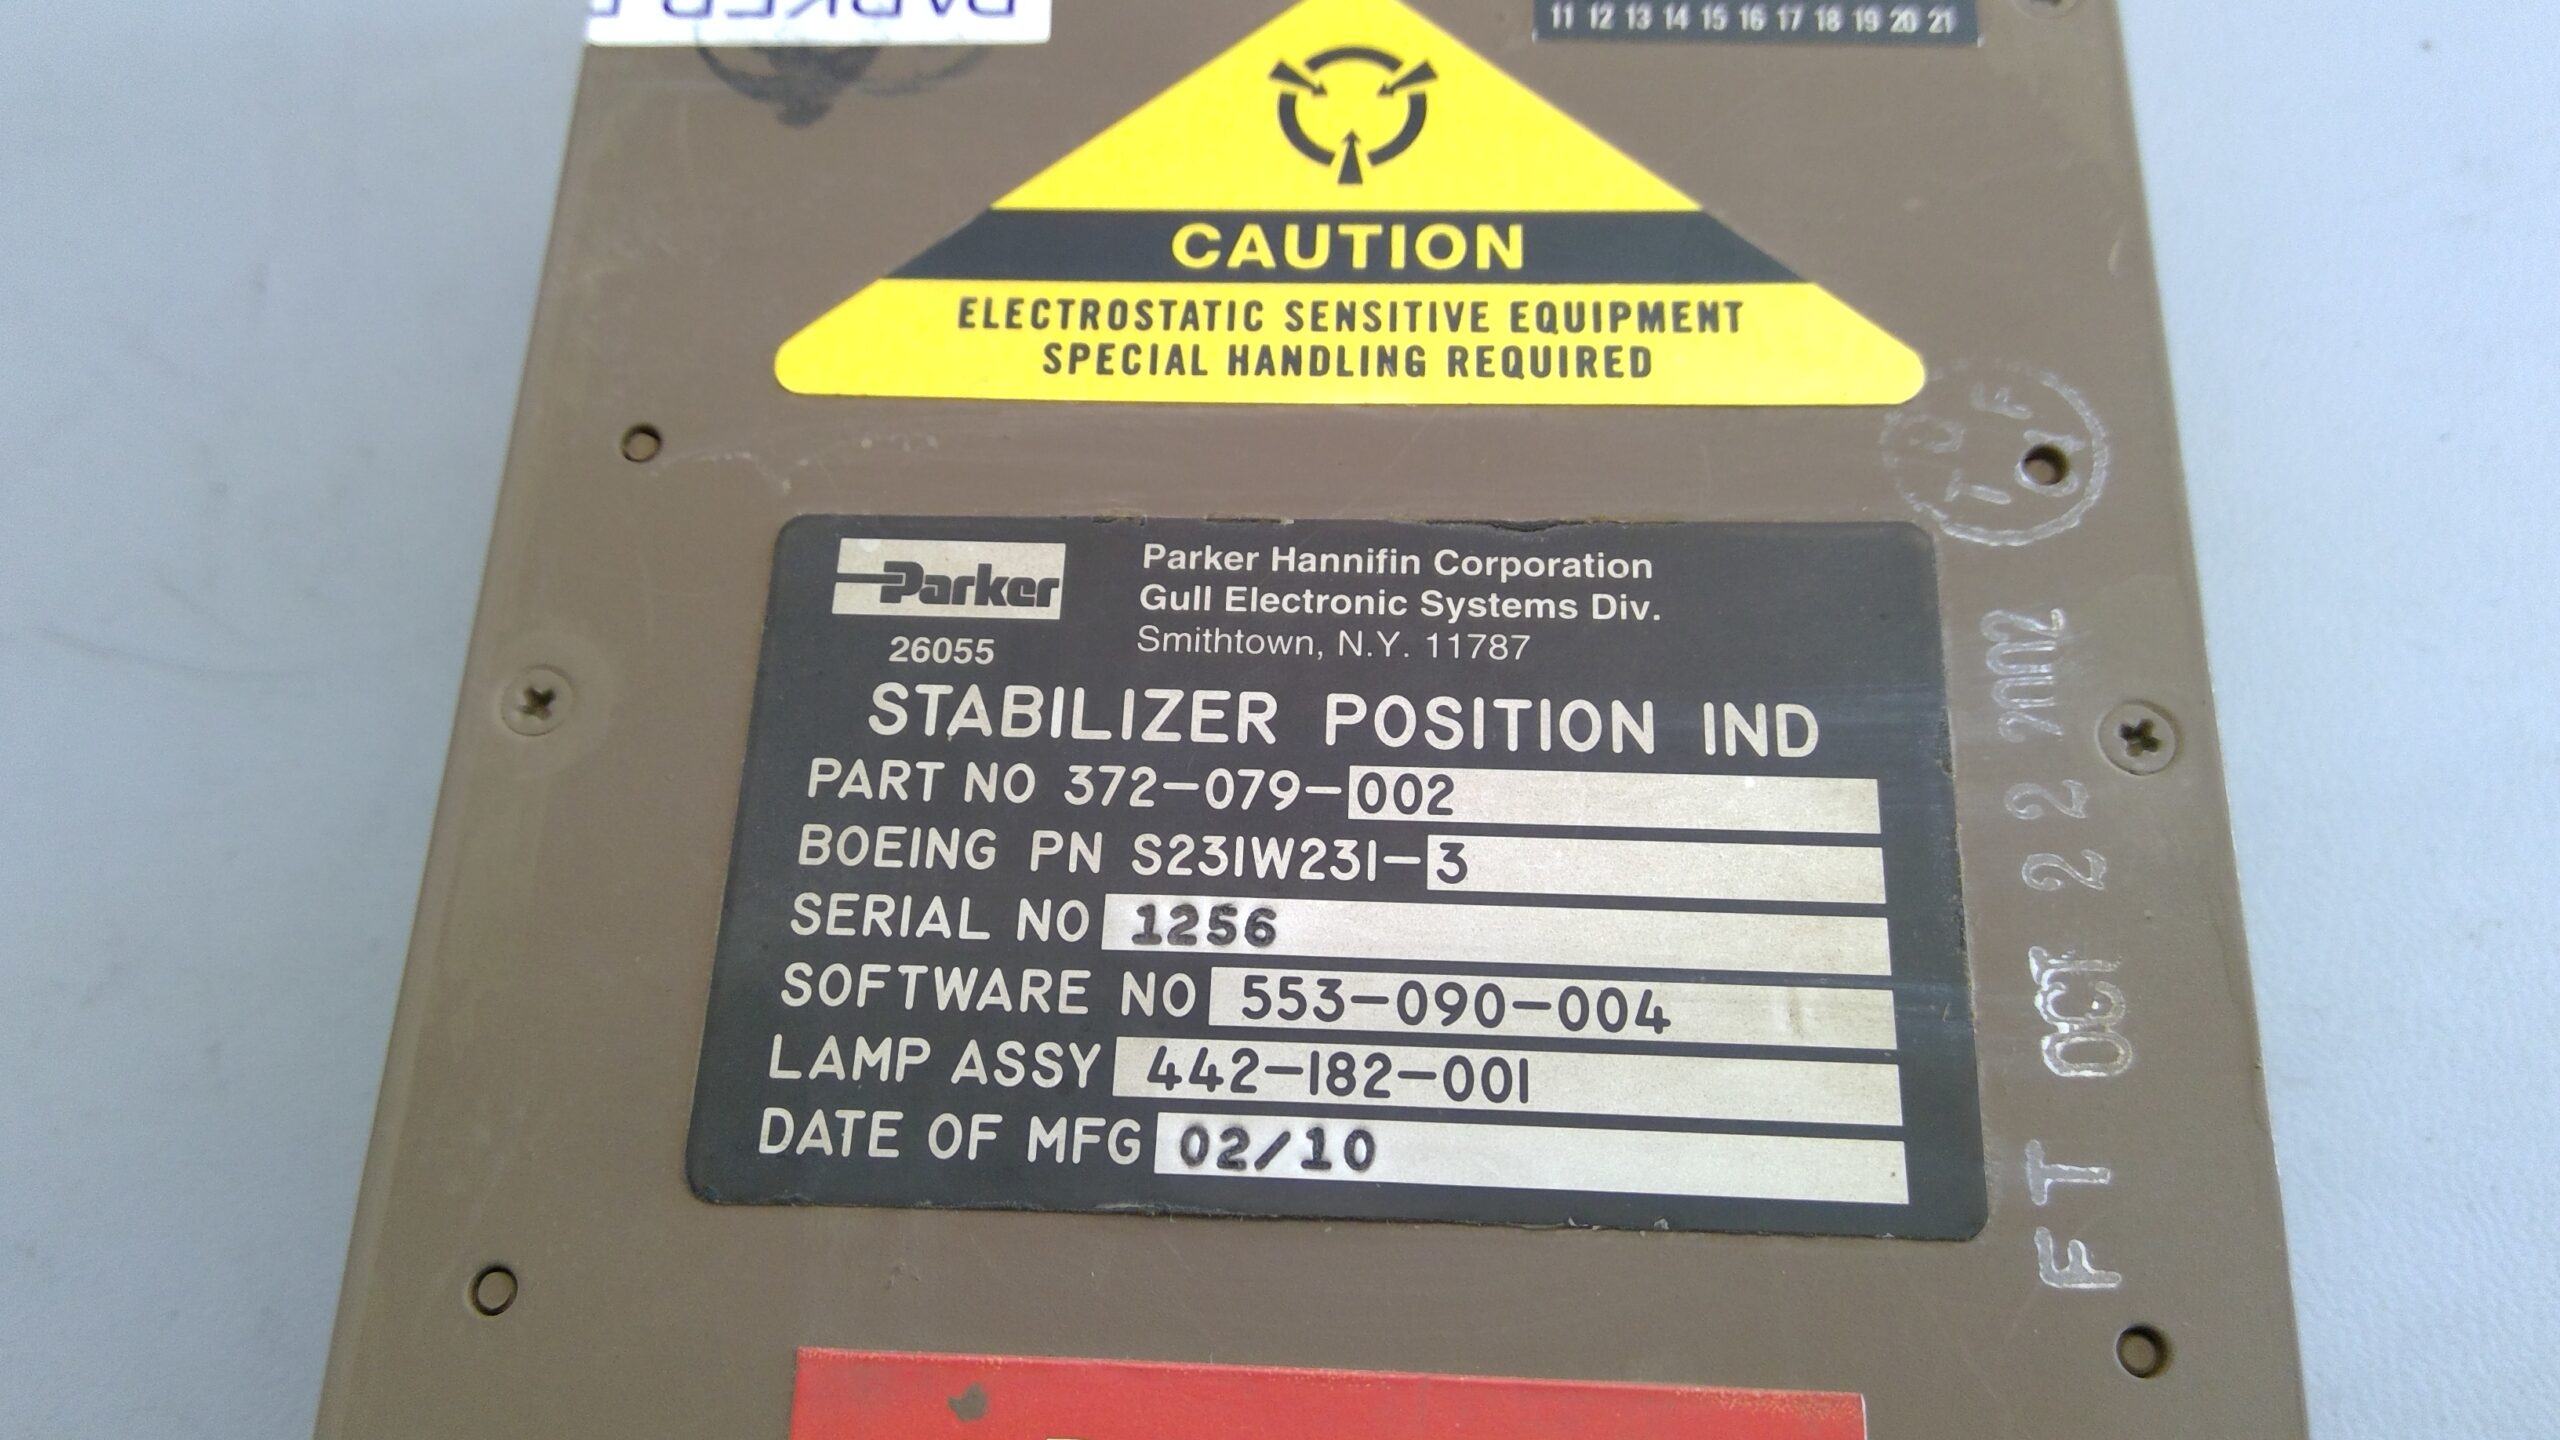 11 12 13 14 15 16 17 18 19 20 21
CAUTION
ELECTROSTATIC SENSITIVE EQUIPMENT
SPECIAL HANDLING REQUIRED
T D F
Parker
26055
Parker Hannifin Corporation
Gull Electronic Systems Div.
Smithtown, N.Y. 11787
STABILIZER POSITION IND
PART NO 372-079-002
BOEING PN S231W231-3
SERIAL NO 1256
SOFTWARE NO 553-090-004
LAMP ASSY 442-182-001
DATE OF MFG 02/10
FT OCT 22 2002